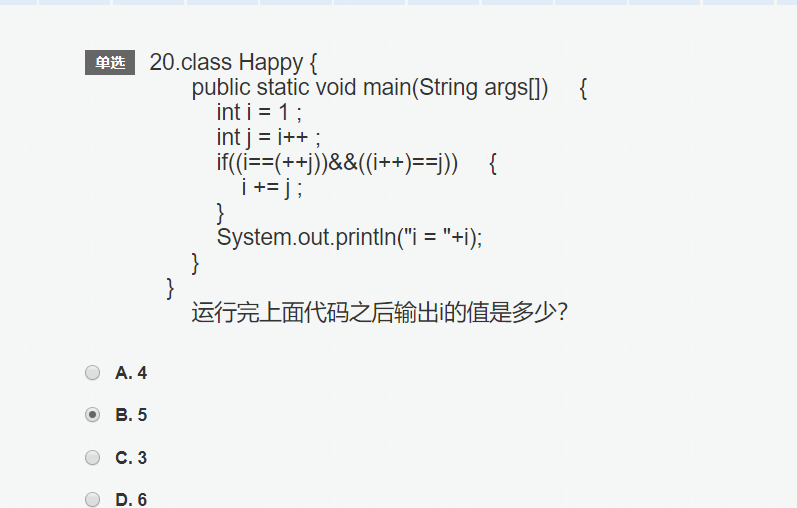 单选 20.class Happy {
public static void main(String args[]) {
int i = 1 ;
int j = i++ ;
if((i==(++j))&&((i++)==j)) {
i += j ;
}
System.out.println("i = "+i);
}
}
运行完上面代码之后输出i的值是多少?
A. 4
B. 5
C. 3
D. 6